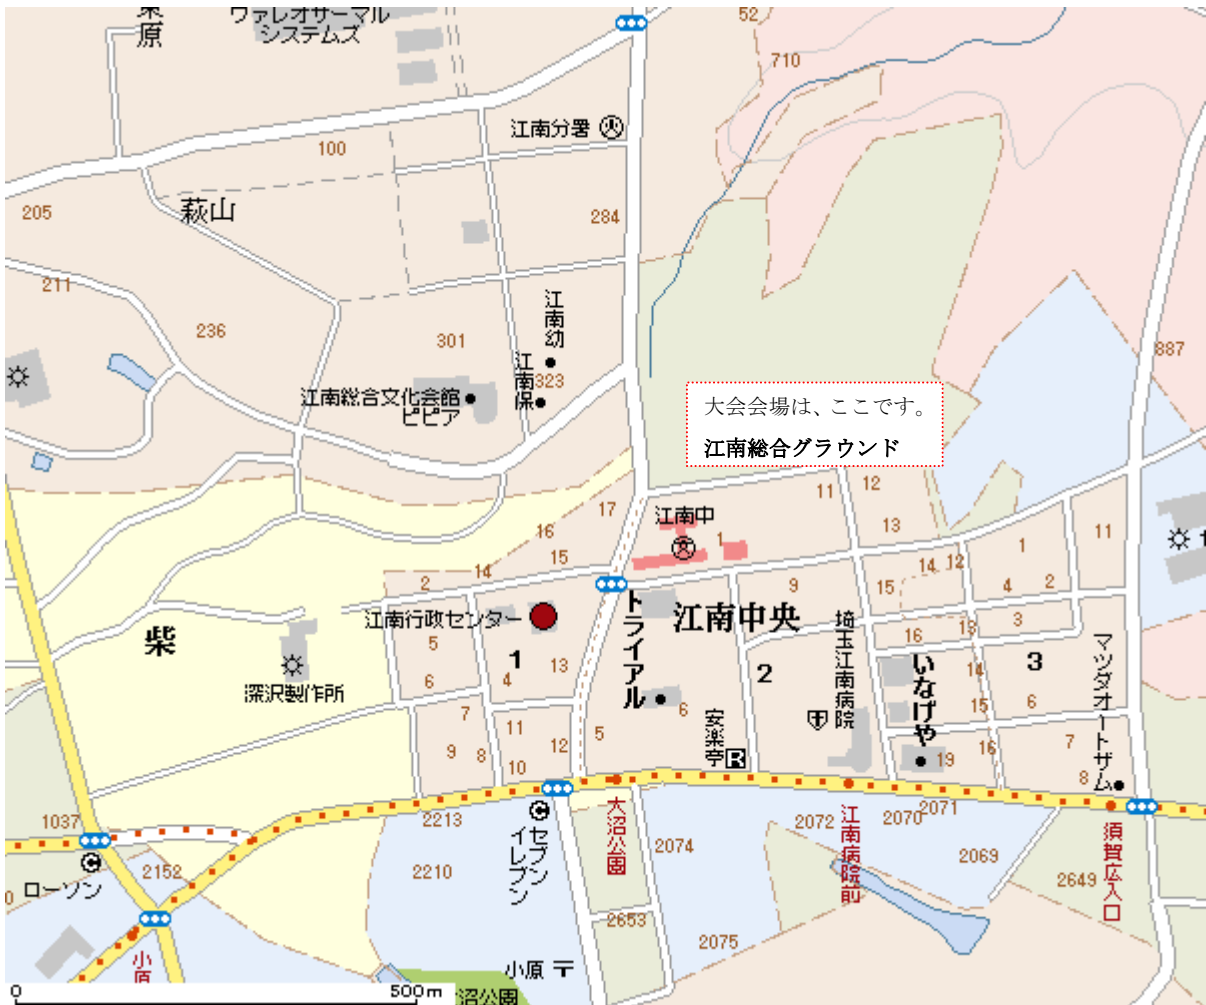 東原
ヴァレオサーマル
システムズ
52
710
江南分署
100
萩山
205
284
211
236
301
江南幼
江南保
323
887
江南総合文化会館
ピピア
大会会場は、ここです。
江南総合グラウンド
17
16
15
14
2
江南中
1
11
12
13
14
12
1
11
9
15
4
2
3
江南行政センター
トライアル
江南中央
埼玉江南病院
16
13
いなげや
14
3
マツダオートザム
柴
深沢製作所
5
1
13
6
4
2
6
15
6
7
11
5
安楽亭
R
9
8
10
12
19
16
7
8
1037
2213
セブン
イレブン
大沼公園
2074
2072
江南病院前
2070
2071
2069
須賀広入口
2649
ローソン
2152
2210
2653
2075
小原
小原
沼公園
0
500m